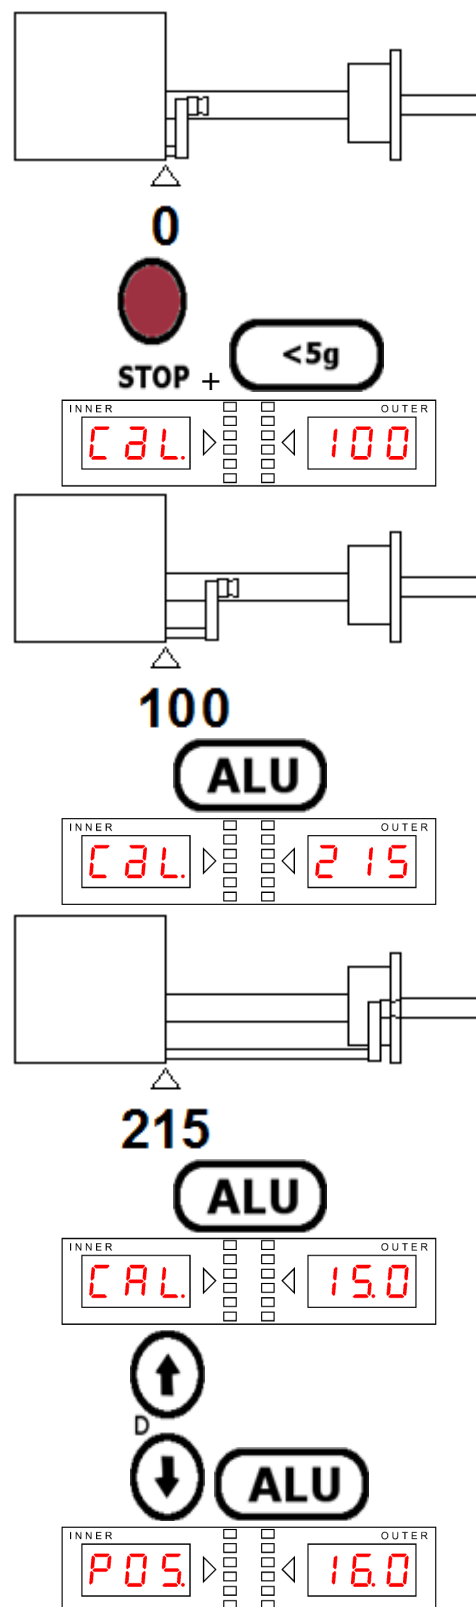 0
STOP + <5g
INNER OUTER
CAL. 100
100
ALU
INNER OUTER
CAL. 215
215
ALU
INNER OUTER
CAL. 15.0
D
ALU
INNER OUTER
POS. 16.0